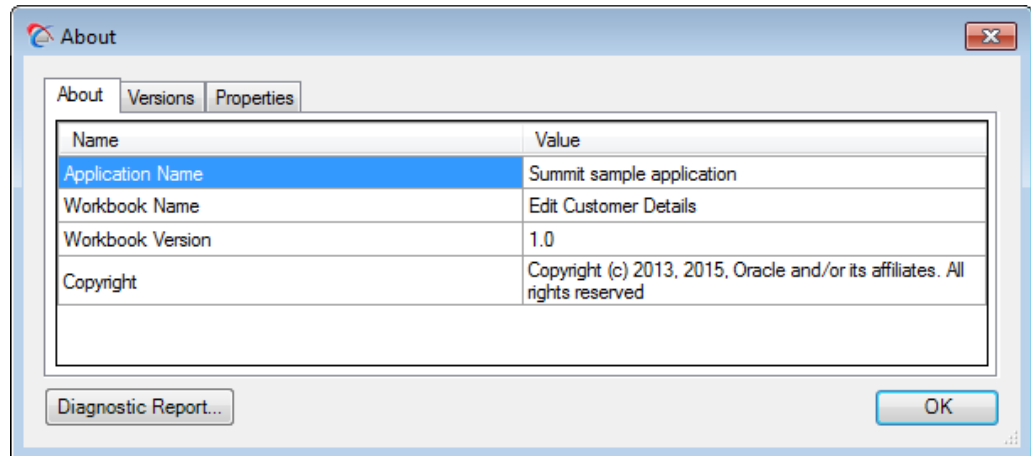 About
About Versions Properties
Name Value
Application Name Summit sample application
Workbook Name Edit Customer Details
Workbook Version 1.0
Copyright Copyright (c) 2013, 2015, Oracle and/or its affiliates. All
rights reserved
Diagnostic Report... OK